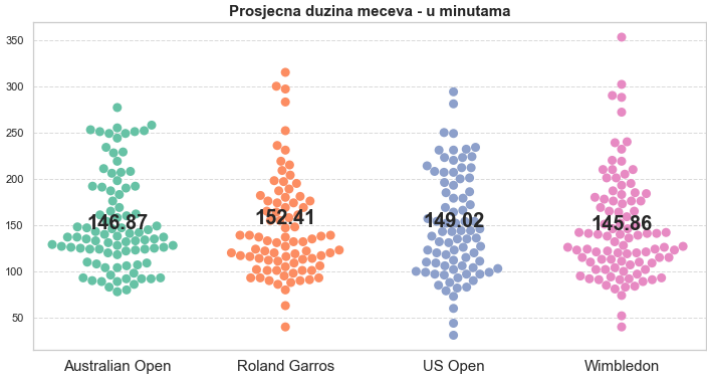 Prosjecna duzina meceva - u minutama
350
300
250
200
150
100
50
146.87
152.41
149.02
145.86
Australian Open
Roland Garros
US Open
Wimbledon